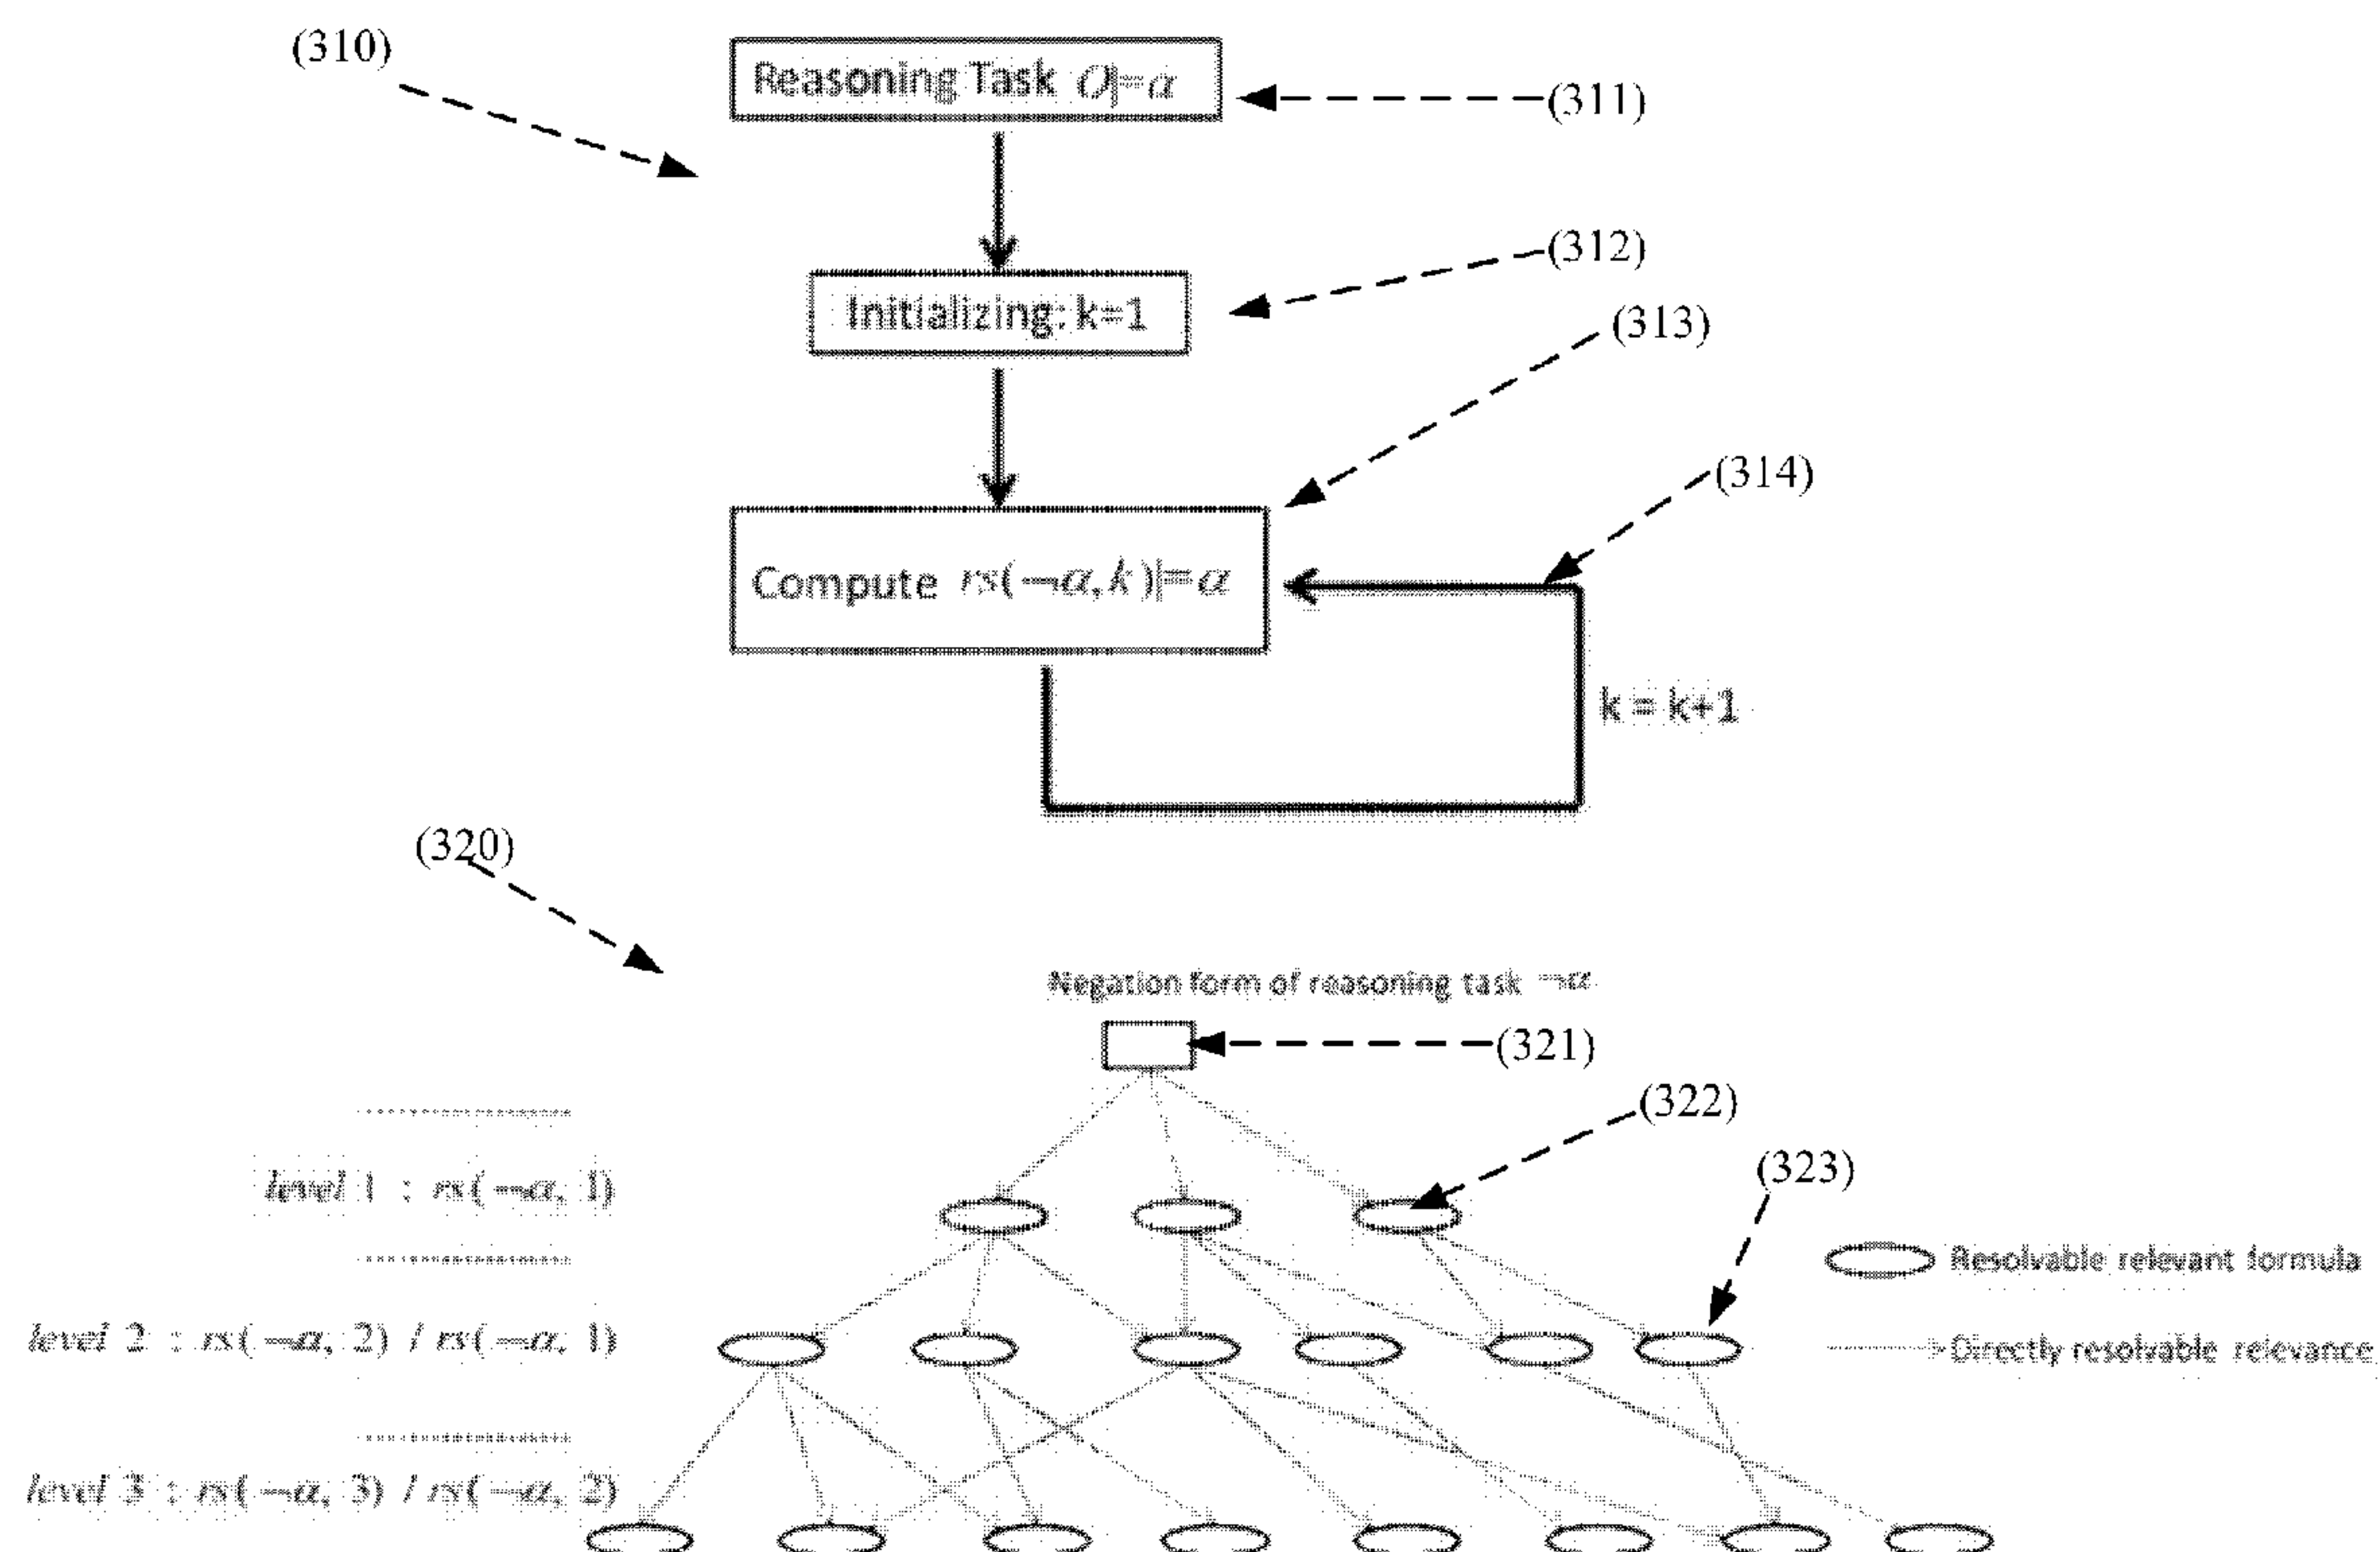 (310)
Reasoning Task O|=α
(311)
Initializing: k=1
(312)
(313)
(314)
Compute rs(¬α, k)|=α
k = k+1
(320)
Negation form of reasoning task ¬α
(321)
(322)
(323)
level 1 : rs(¬α, 1)
Resolvable relevant formula
level 2 : rs(¬α, 2) / rs(¬α, 1)
Directly resolvable relevance
level 3 : rs(¬α, 3) / rs(¬α, 2)